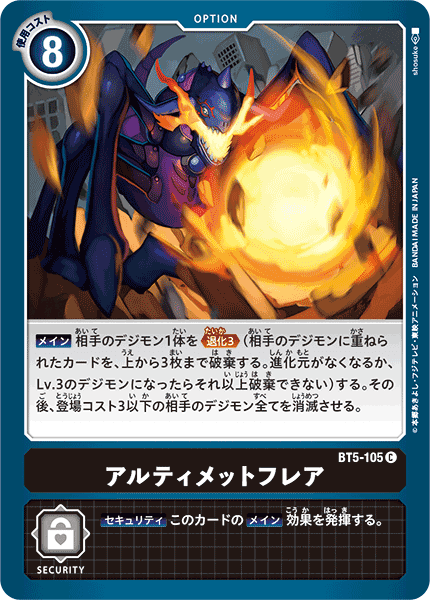 OPTION
使用コスト
8
shosuke
メイン 相手のデジモン1体を 退化3 (相手のデジモンに重ねら
れたカードを、上から3枚まで破棄する。進化元がなくなるか、
Lv.3のデジモンになったらそれ以上破棄できない)する。その
後、登場コスト3以下の相手のデジモン全てを消滅させる。
©本郷あきよし・フジテレビ・東映アニメーション BANDAI MADE IN JAPAN
BT5-105 C
アルティメットフレア
セキュリティ このカードの メイン 効果を発揮する。
SECURITY